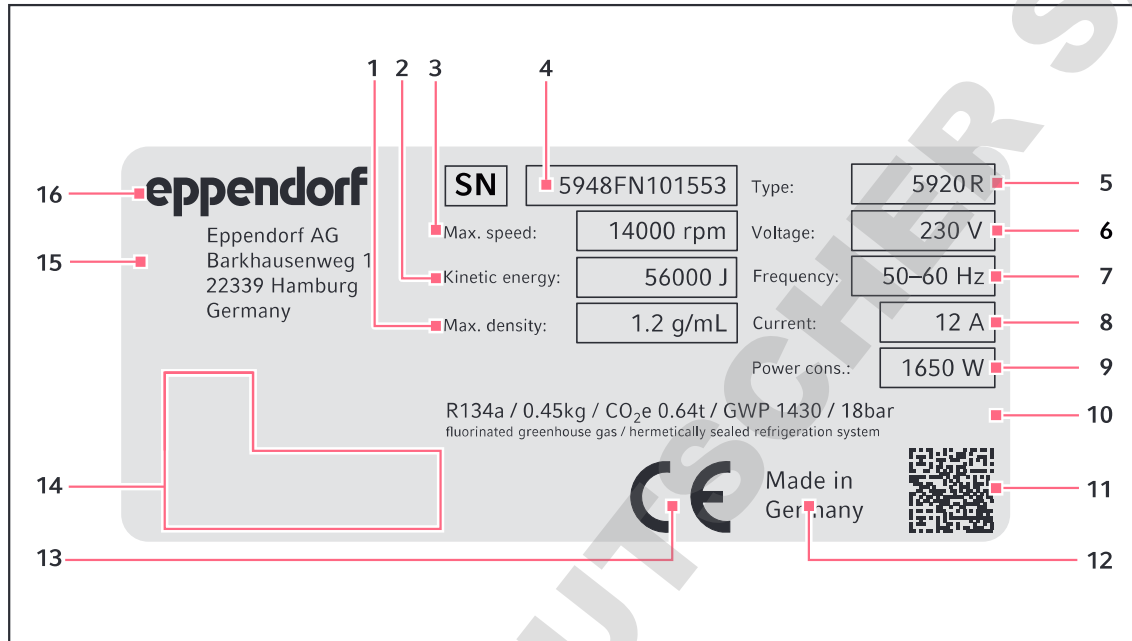 1 2 3 4
16 eppendorf SN 5948FN101553 Type: 5920 R 5
Eppendorf AG Max. speed: 14000 rpm Voltage: 230 V 6
15 Barkhausenweg 1
22339 Hamburg Kinetic energy: 56000 J Frequency: 50–60 Hz 7
Germany Max. density: 1.2 g/mL Current: 12 A 8
Power cons.: 1650 W 9
R134a / 0.45kg / CO₂e 0.64t / GWP 1430 / 18bar 10
fluorinated greenhouse gas / hermetically sealed refrigeration system
14 CE Made in 11
Germany
13 12
UTSCHER S